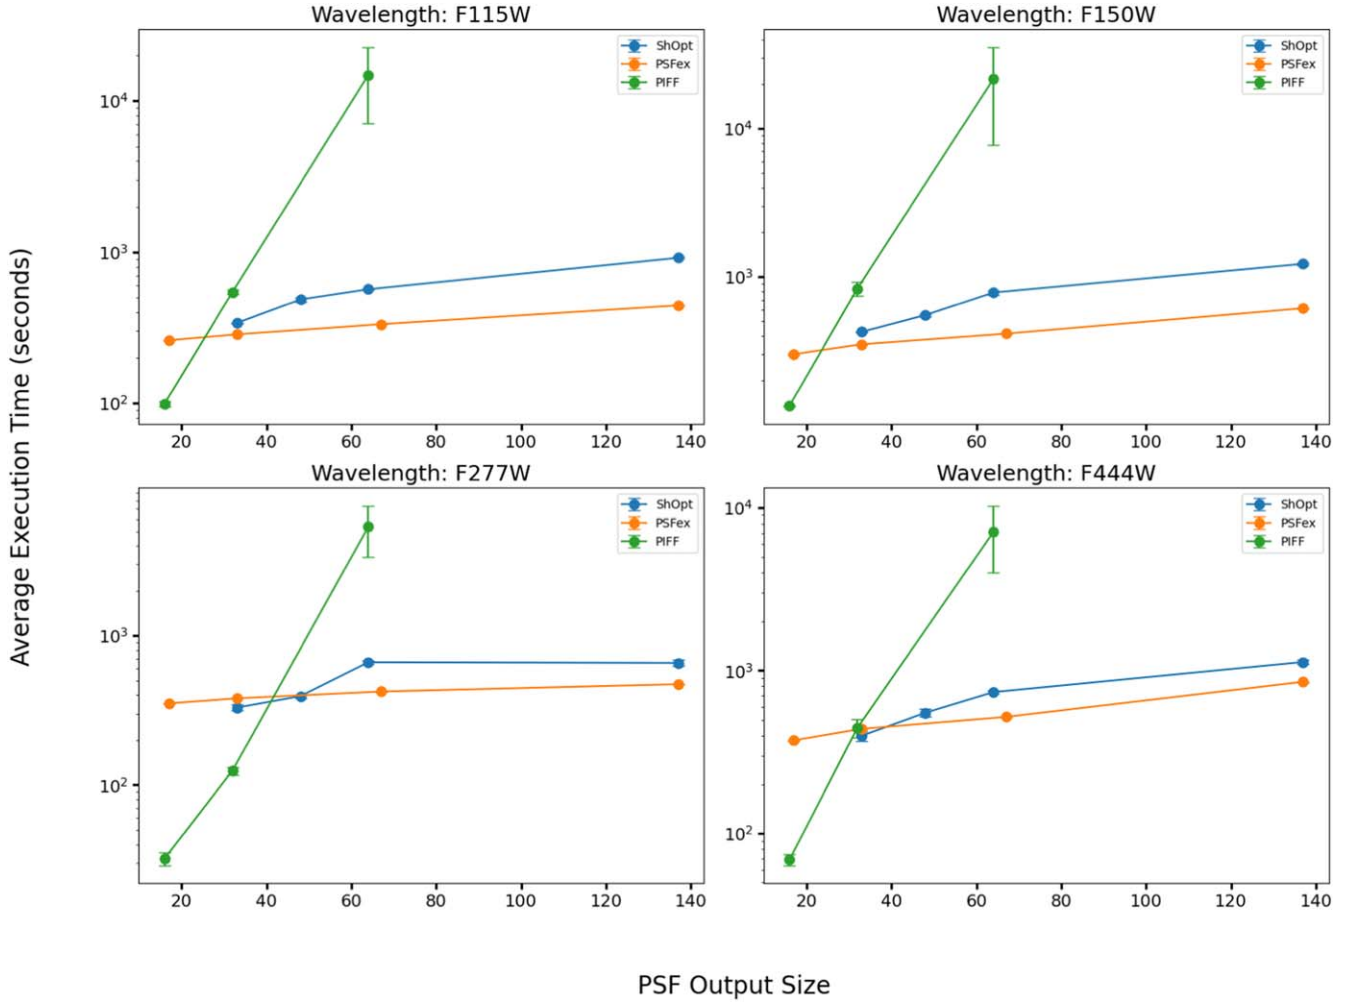 Wavelength: F115W
ShOpt
PSFex
PIFF
10⁴
10³
10²
20 40 60 80 100 120 140
Wavelength: F150W
ShOpt
PSFex
PIFF
10⁴
10³
20 40 60 80 100 120 140
Average Execution Time (seconds)
Wavelength: F277W
ShOpt
PSFex
PIFF
10³
10²
20 40 60 80 100 120 140
Wavelength: F444W
ShOpt
PSFex
PIFF
10⁴
10³
10²
20 40 60 80 100 120 140
PSF Output Size